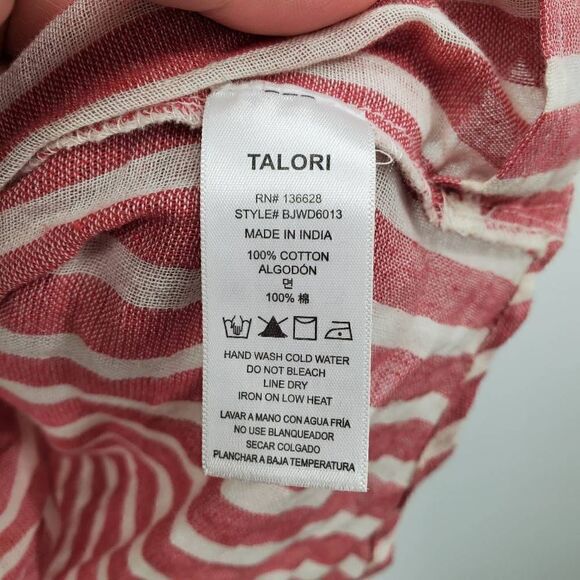 TALORI
RN# 136628
STYLE# BJWD6013
MADE IN INDIA
100% COTTON
ALGODÓN
면
100% 棉
HAND WASH COLD WATER
DO NOT BLEACH
LINE DRY
IRON ON LOW HEAT
LAVAR A MANO CON AGUA FRÍA
NO USE BLANQUEADOR
SECAR COLGADO
PLANCHAR A BAJA TEMPERATURA